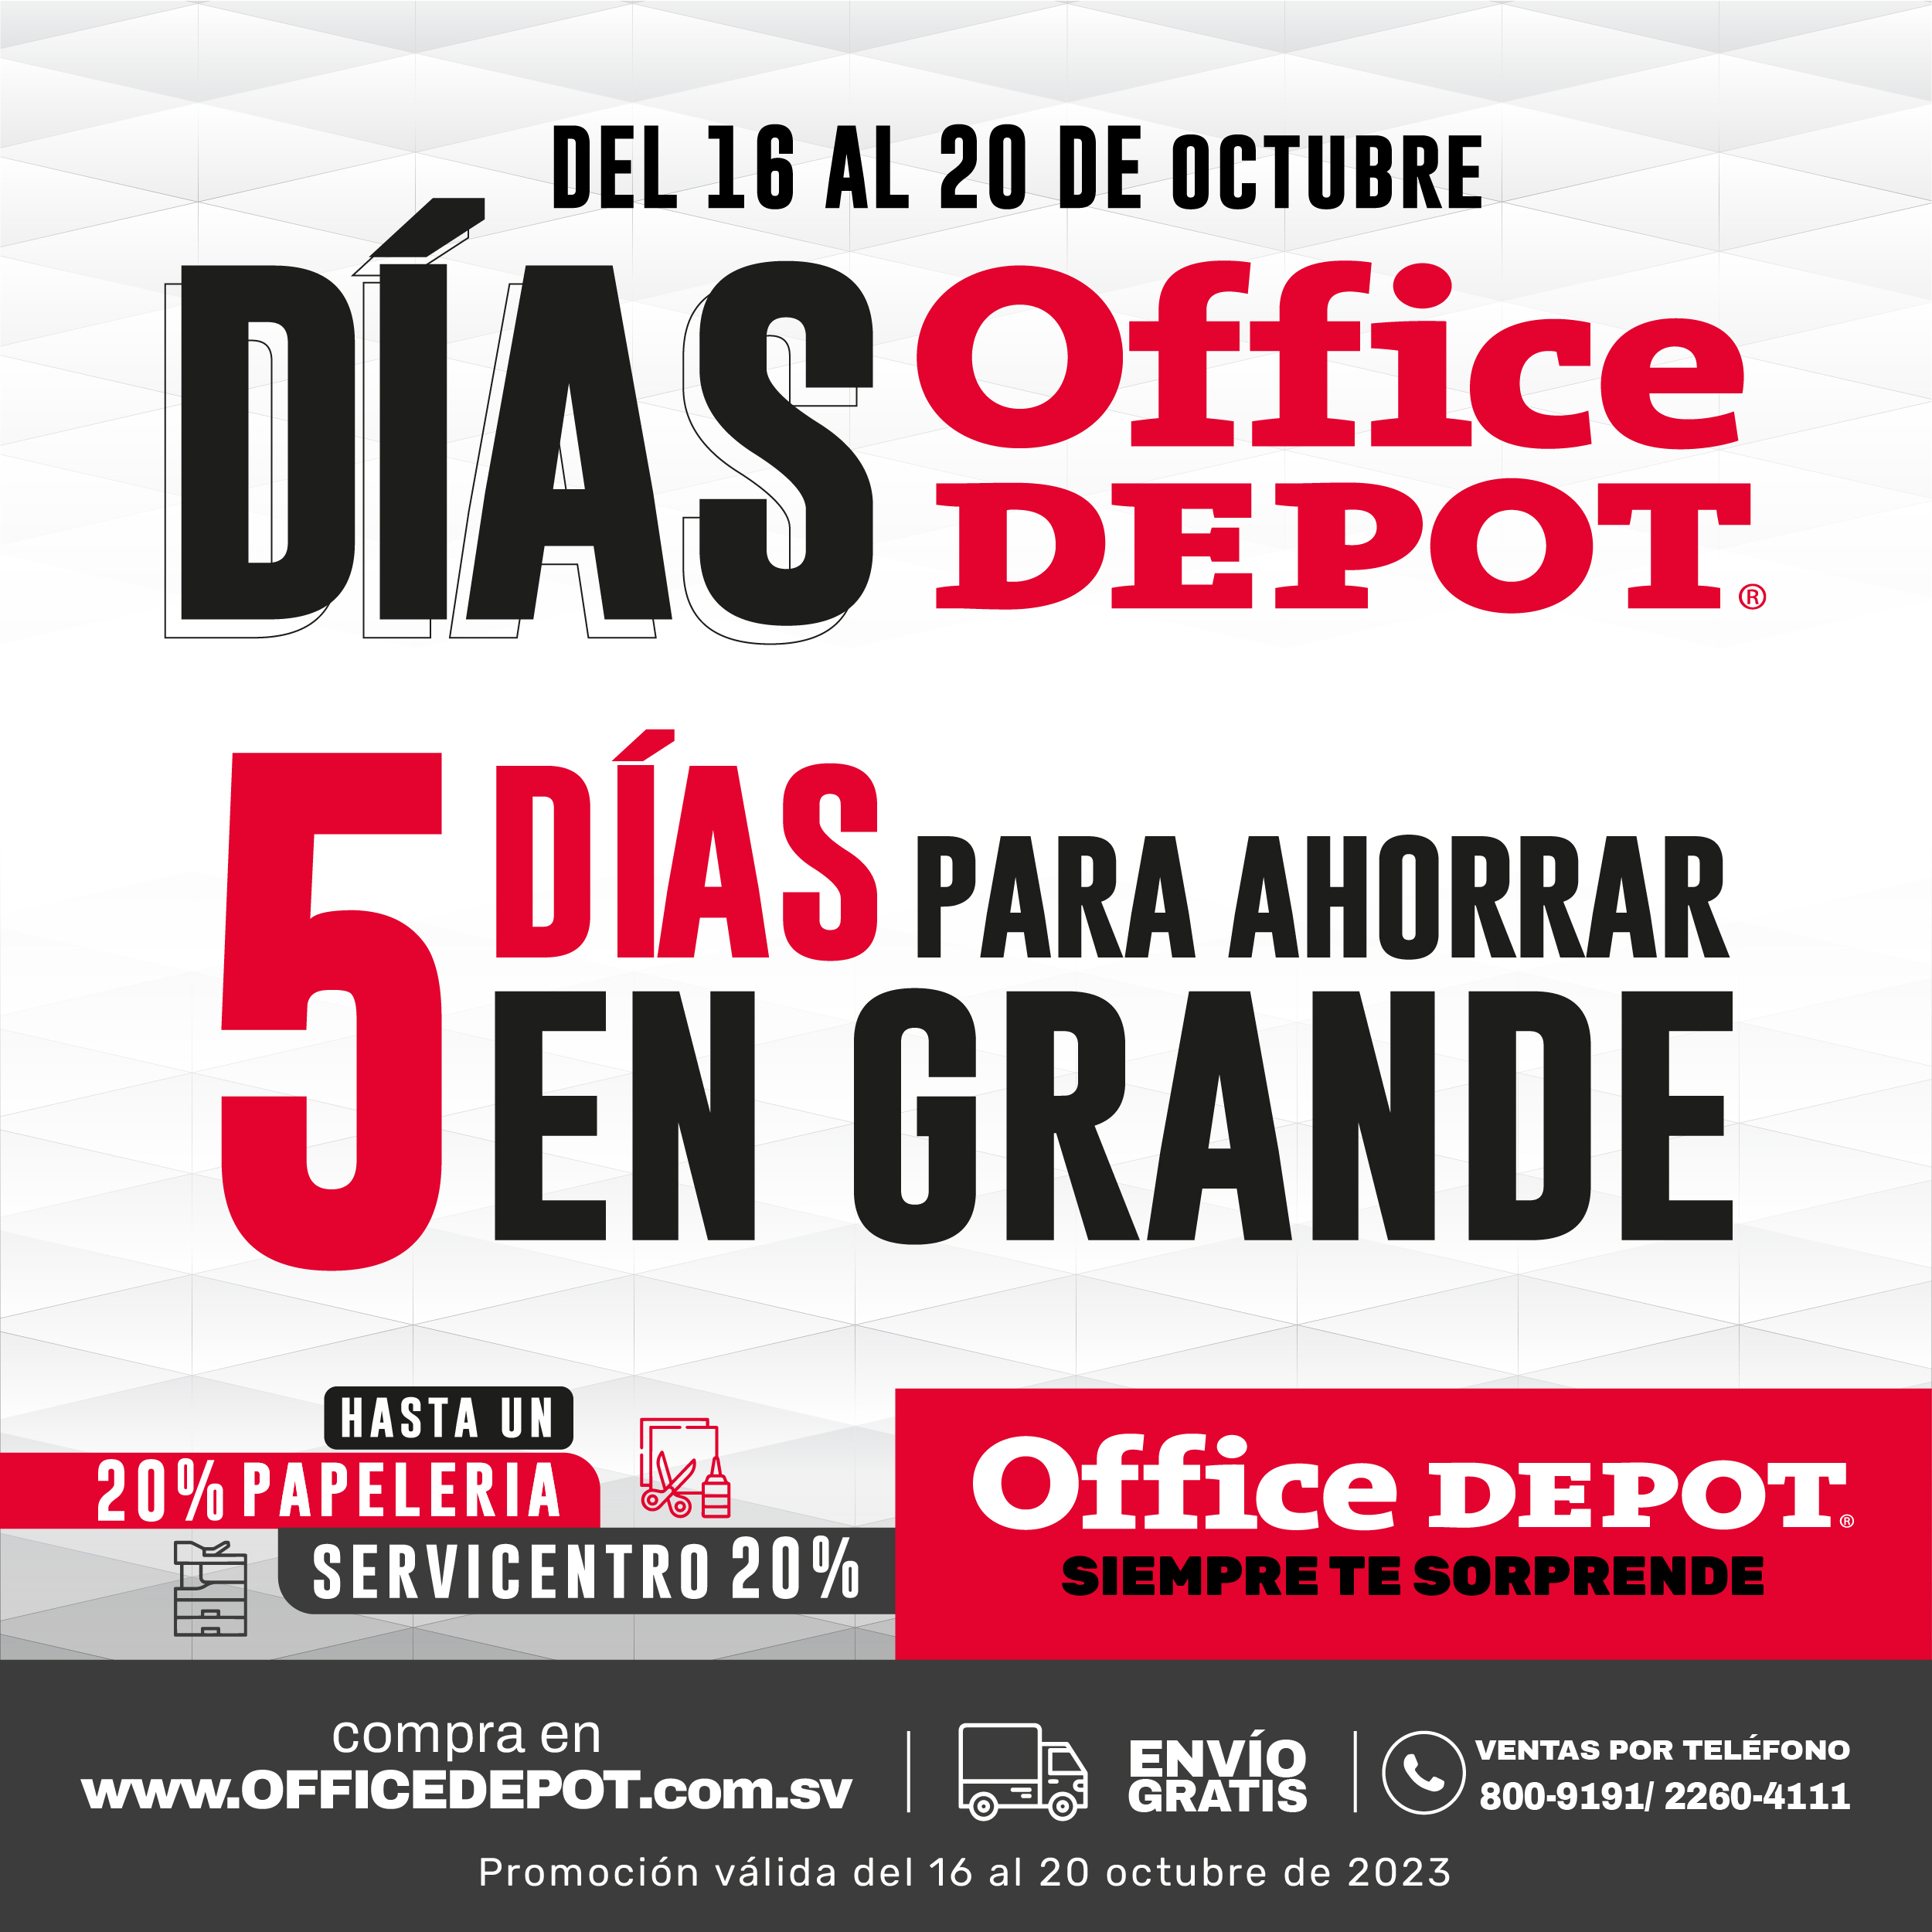 DEL 16 AL 20 DE OCTUBRE
DÍAS Office
DEPOT®
5 DÍAS PARA AHORRAR
EN GRANDE
HASTA UN
20% PAPELERIA
SERVICENTRO 20%
Office DEPOT®
SIEMPRE TE SORPRENDE
compra en
www.OFFICEDEPOT.com.sv
ENVÍO
GRATIS
VENTAS POR TELÉFONO
800-9191/ 2260-4111
Promoción válida del 16 al 20 octubre de 2023